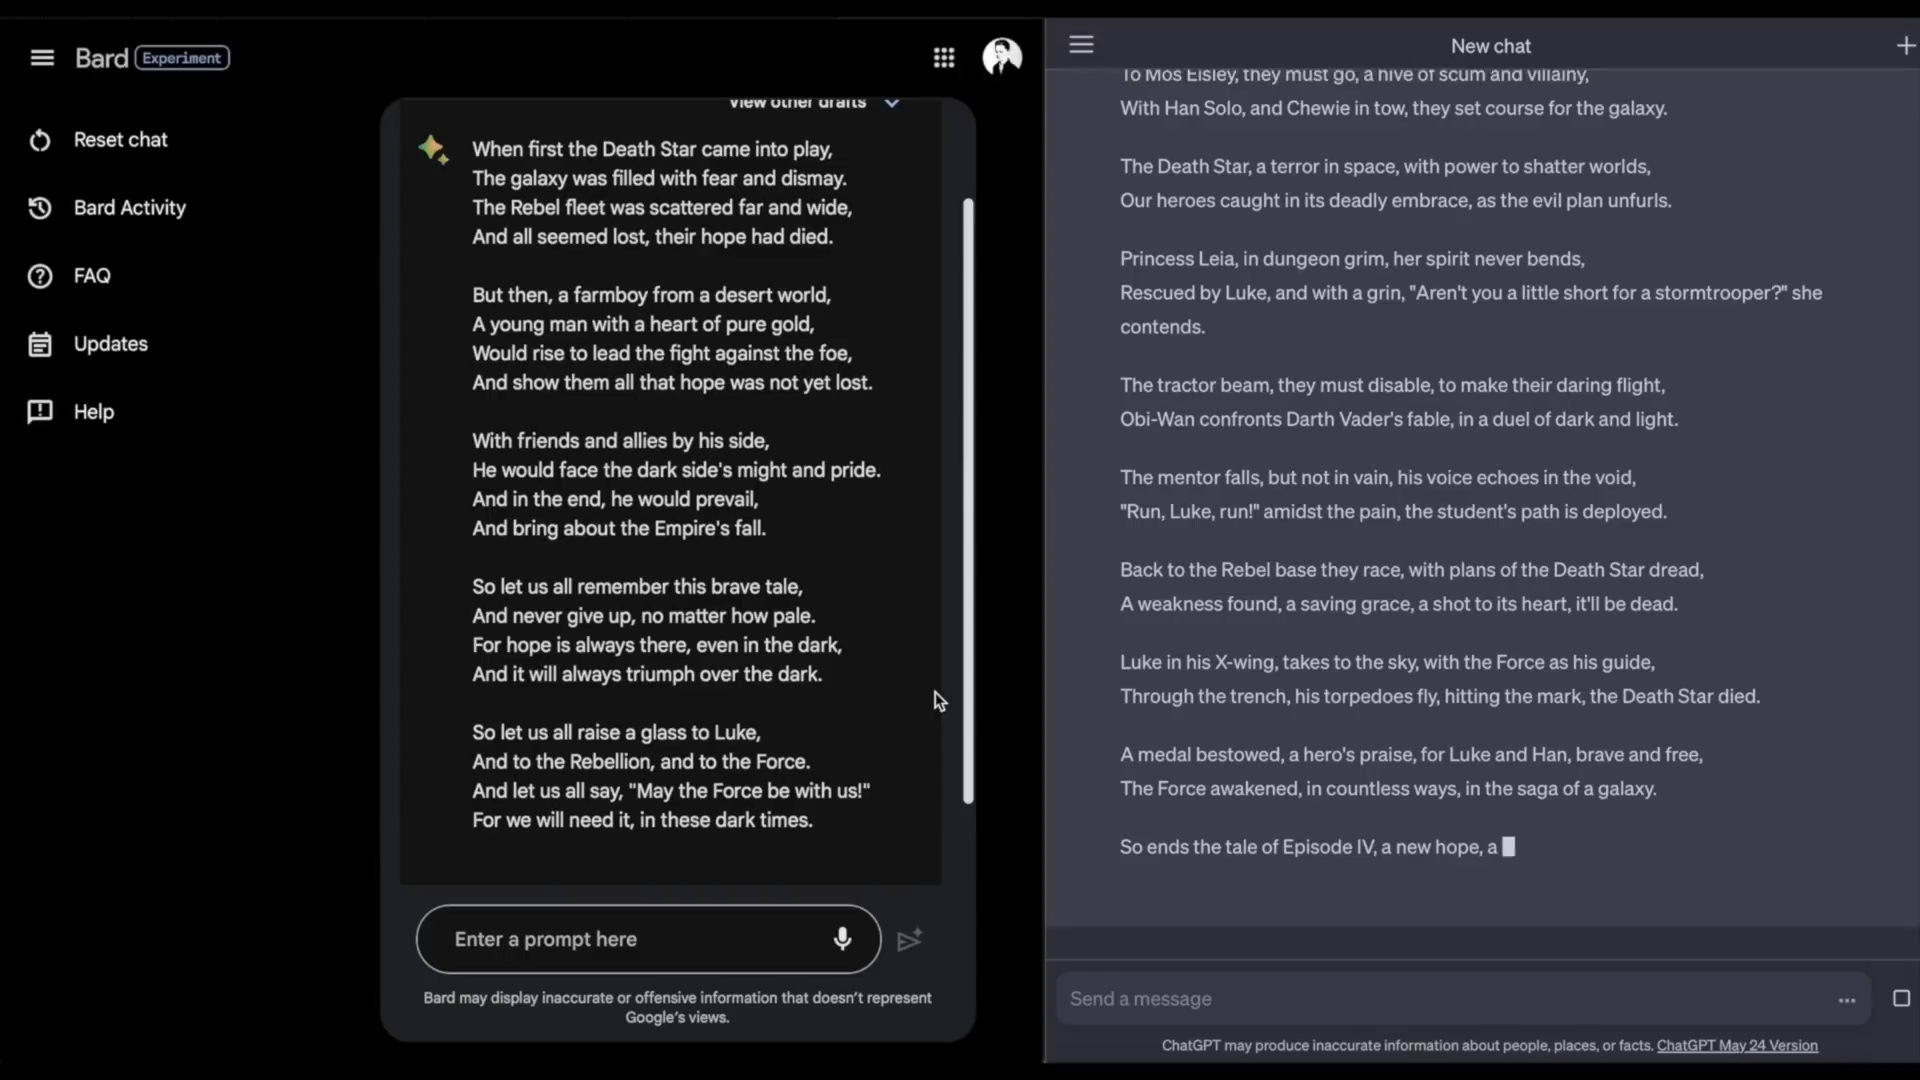 Bard Experiment
Reset chat
Bard Activity
FAQ
Updates
Help
View other drafts
When first the Death Star came into play,
The galaxy was filled with fear and dismay.
The Rebel fleet was scattered far and wide,
And all seemed lost, their hope had died.
But then, a farmboy from a desert world,
A young man with a heart of pure gold,
Would rise to lead the fight against the foe,
And show them all that hope was not yet lost.
With friends and allies by his side,
He would face the dark side's might and pride.
And in the end, he would prevail,
And bring about the Empire's fall.
So let us all remember this brave tale,
And never give up, no matter how pale.
For hope is always there, even in the dark,
And it will always triumph over the dark.
So let us all raise a glass to Luke,
And to the Rebellion, and to the Force.
And let us all say, "May the Force be with us!"
For we will need it, in these dark times.
Enter a prompt here
Bard may display inaccurate or offensive information that doesn't represent
Google's views.
New chat
To Mos Eisley, they must go, a hive of scum and villainy,
With Han Solo, and Chewie in tow, they set course for the galaxy.
The Death Star, a terror in space, with power to shatter worlds,
Our heroes caught in its deadly embrace, as the evil plan unfurls.
Princess Leia, in dungeon grim, her spirit never bends,
Rescued by Luke, and with a grin, "Aren't you a little short for a stormtrooper?" she
contends.
The tractor beam, they must disable, to make their daring flight,
Obi-Wan confronts Darth Vader's fable, in a duel of dark and light.
The mentor falls, but not in vain, his voice echoes in the void,
"Run, Luke, run!" amidst the pain, the student's path is deployed.
Back to the Rebel base they race, with plans of the Death Star dread,
A weakness found, a saving grace, a shot to its heart, it'll be dead.
Luke in his X-wing, takes to the sky, with the Force as his guide,
Through the trench, his torpedoes fly, hitting the mark, the Death Star died.
A medal bestowed, a hero's praise, for Luke and Han, brave and free,
The Force awakened, in countless ways, in the saga of a galaxy.
So ends the tale of Episode IV, a new hope, a
Send a message
ChatGPT may produce inaccurate information about people, places, or facts. ChatGPT May 24 Version